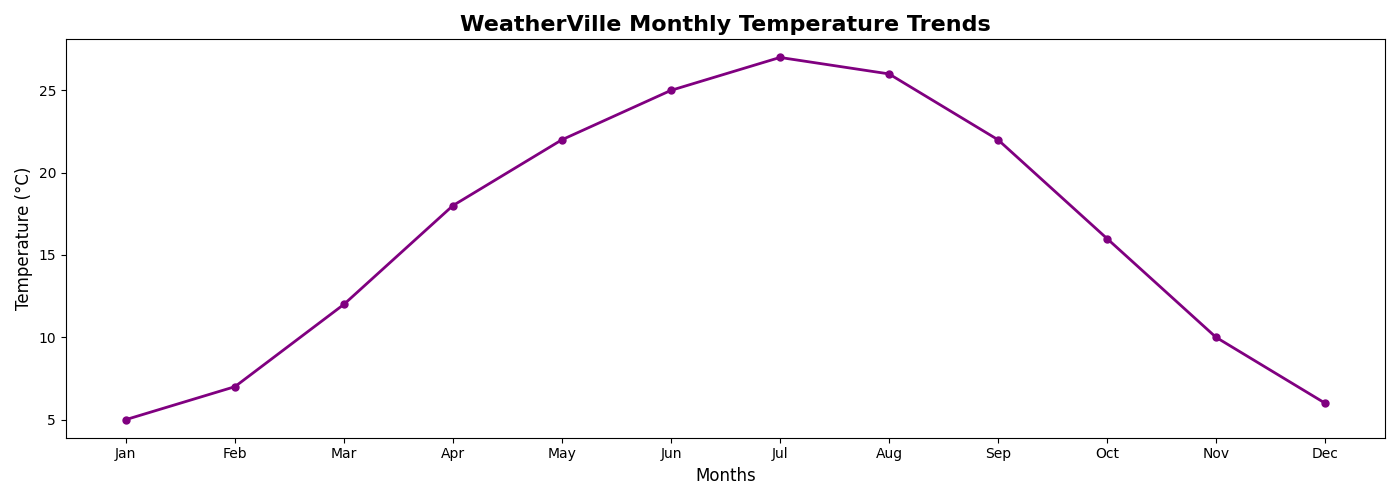 WeatherVille Monthly Temperature Trends
Temperature (°C)
25
20
15
10
5
Jan Feb Mar Apr May Jun Jul Aug Sep Oct Nov Dec
Months